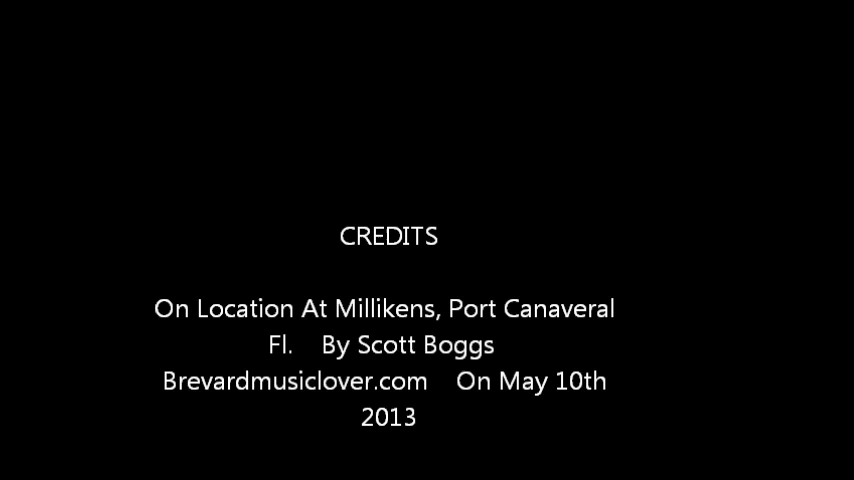 CREDITS
On Location At Millikens, Port Canaveral
Fl.    By Scott Boggs
Brevardmusiclover.com    On May 10th
2013